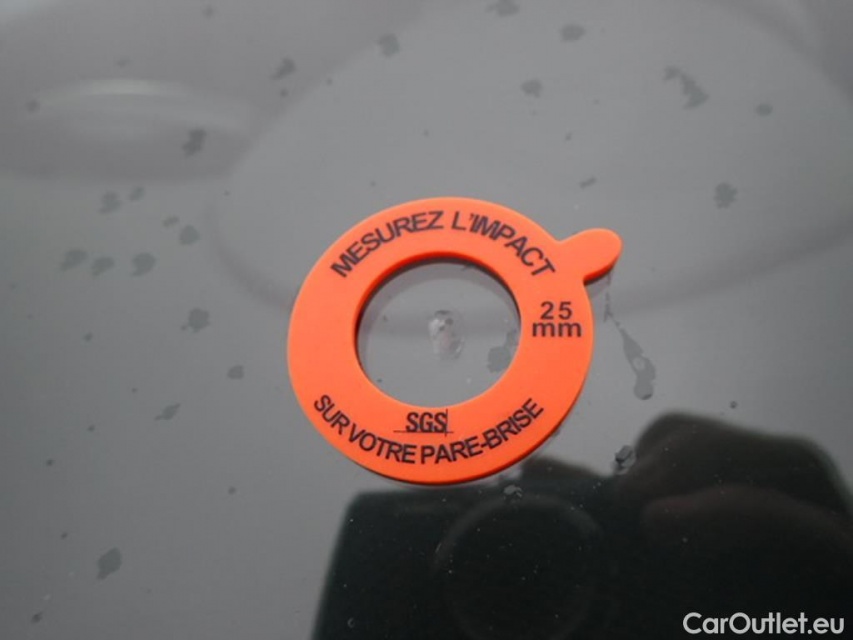 MESUREZ L'IMPACT
25
mm
SGS
SUR VOTRE PARE-BRISE
CarOutlet.eu